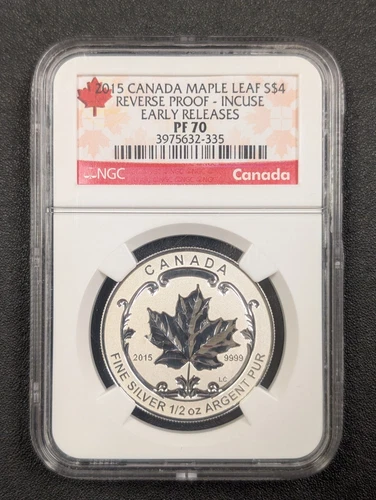 2015 CANADA MAPLE LEAF S$4
REVERSE PROOF - INCUSE
EARLY RELEASES
PF 70
3975632-335
NGC
Canada
CANADA
2015
9999
LC
FINE SILVER 1/2 oz ARGENT PUR